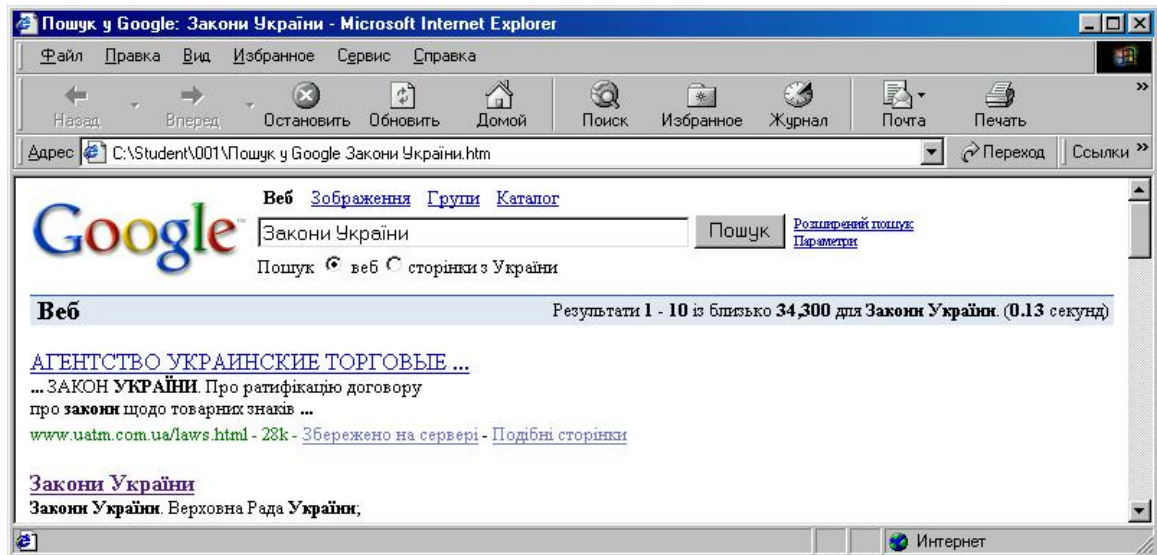 Пошук у Google: Закони України - Microsoft Internet Explorer
Файл Правка Вид Избранное Сервис Справка
Назад Вперед Остановить Обновить Домой Поиск Избранное Журнал Почта Печать »
Адрес C:\Student\001\Пошук у Google Закони України.htm Переход Ссылки »
Веб Зображення Групи Каталог
Google™
Закони України Пошук Розширений пошук
Параметри
Пошук веб сторінки з України
Веб Результати 1 - 10 із близько 34,300 для Закони України. (0.13 секунд)
АГЕНТСТВО УКРАИНСКИЕ ТОРГОВЫЕ ...
... ЗАКОН УКРАЇНИ. Про ратифікацію договору
про закони щодо товарних знаків ...
www.uatm.com.ua/laws.html - 28k - Збережено на сервері - Подібні сторінки
Закони України
Закони України. Верховна Рада України;
Интернет